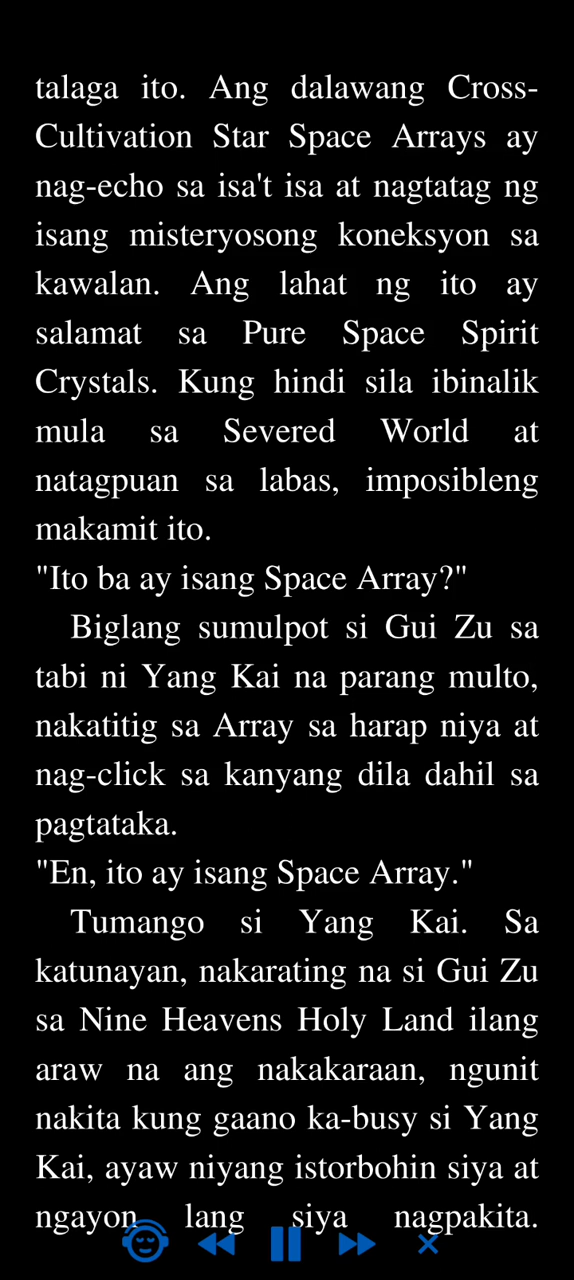 talaga ito. Ang dalawang Cross-
Cultivation Star Space Arrays ay
nag-echo sa isa't isa at nagtatag ng
isang misteryosong koneksyon sa
kawalan. Ang lahat ng ito ay
salamat sa Pure Space Spirit
Crystals. Kung hindi sila ibinalik
mula sa Severed World at
natagpuan sa labas, imposibleng
makamit ito.
"Ito ba ay isang Space Array?"
Biglang sumulpot si Gui Zu sa
tabi ni Yang Kai na parang multo,
nakatitig sa Array sa harap niya at
nag-click sa kanyang dila dahil sa
pagtataka.
"En, ito ay isang Space Array."
Tumango si Yang Kai. Sa
katunayan, nakarating na si Gui Zu
sa Nine Heavens Holy Land ilang
araw na ang nakakaraan, ngunit
nakita kung gaano ka-busy si Yang
Kai, ayaw niyang istorbohin siya at
ngayon lang siya nagpakita.